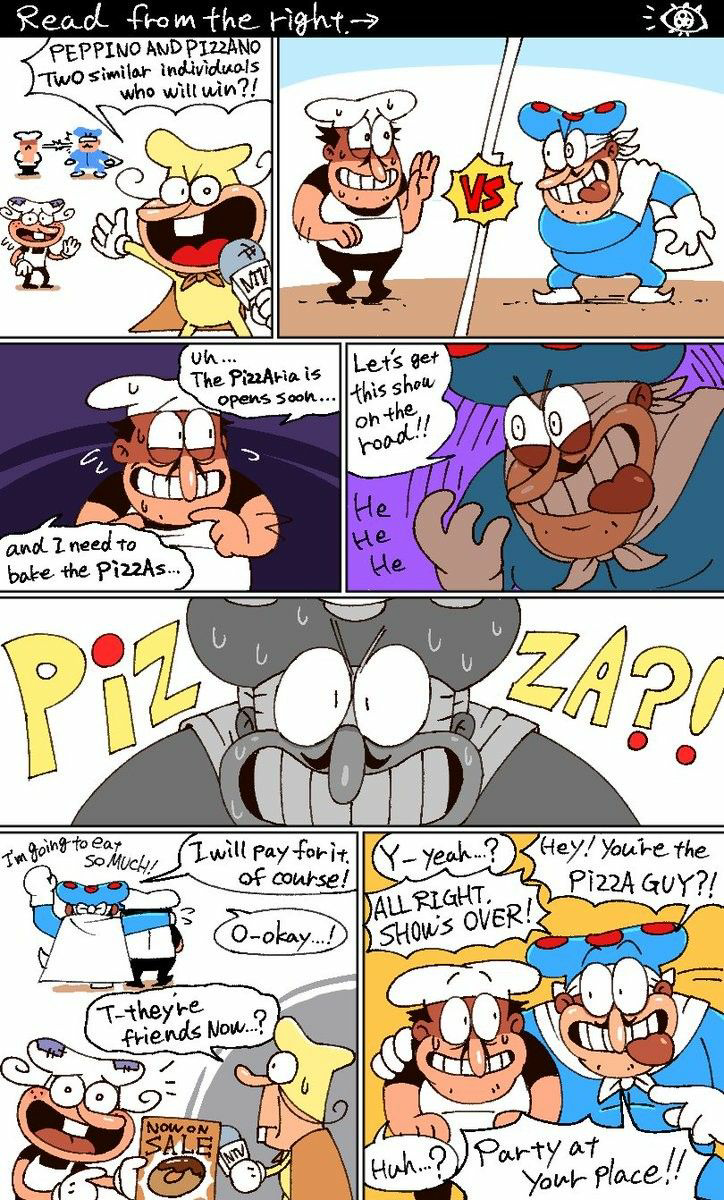 Read from the right.→
VS
PEPPINO AND PIZZANO
Two similar individuals
who will win?!
NTV
Let's get
this show
on the
road!!
He
He
He
Uh...
The PizzAria is
opens soon...
and I need to
bake the PizzAs...
PiZ
ZA?!
Hey! You're the
PiZZA GUY?!
Y-yeah...?
ALL RIGHT.
SHOW'S OVER!
Huh...?
Party at
your Place!!
I will pay for it.
of course!
I'm going to eat
so MUCH!
O-okay...!
T-they're
friends Now...?
NOW ON
SALE
NTV